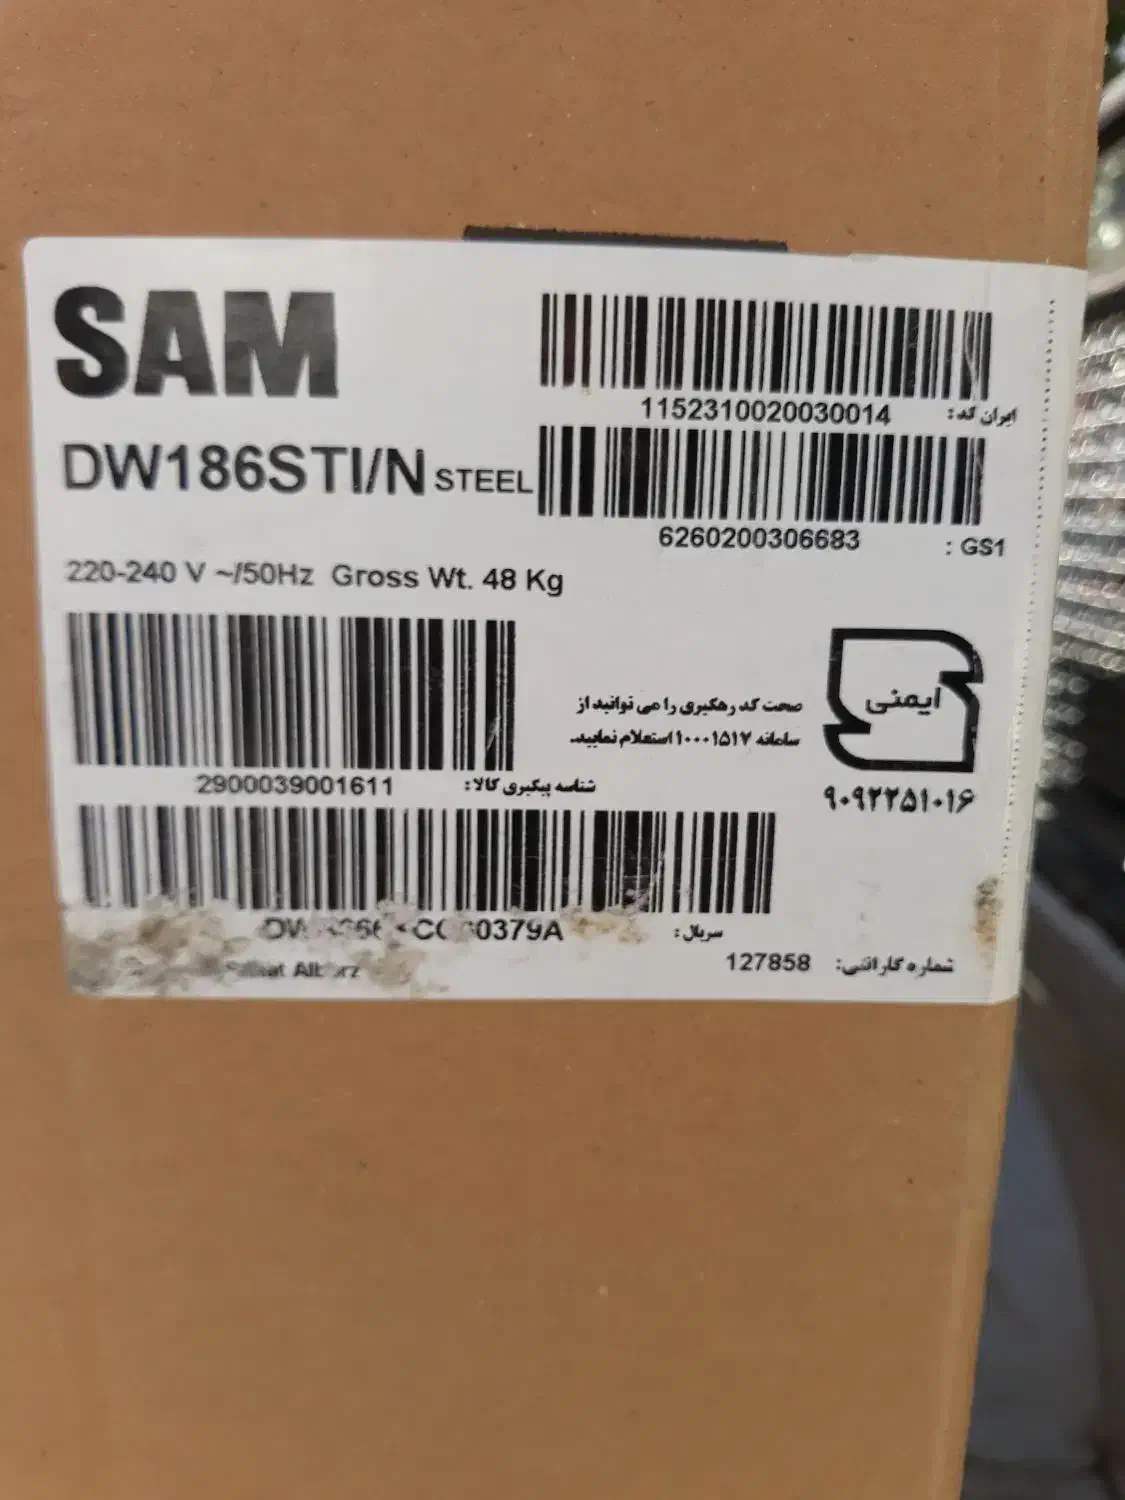 SAM
DW186STI/N STEEL
220-240 V ~/50Hz Gross Wt. 48 Kg
ایران کد: 1152310020030014
GS1 : 6260200306683
صحت کد رهگیری را می توانید از
سامانه ۱۰۰۰۱۵۱۷ استعلام نمایید.
ایمنی
۹۰۹۲۲۵۱۰۱۶
شناسه پیگیری کالا: 2900039001611
سریال:
شماره گارانتی: 127858